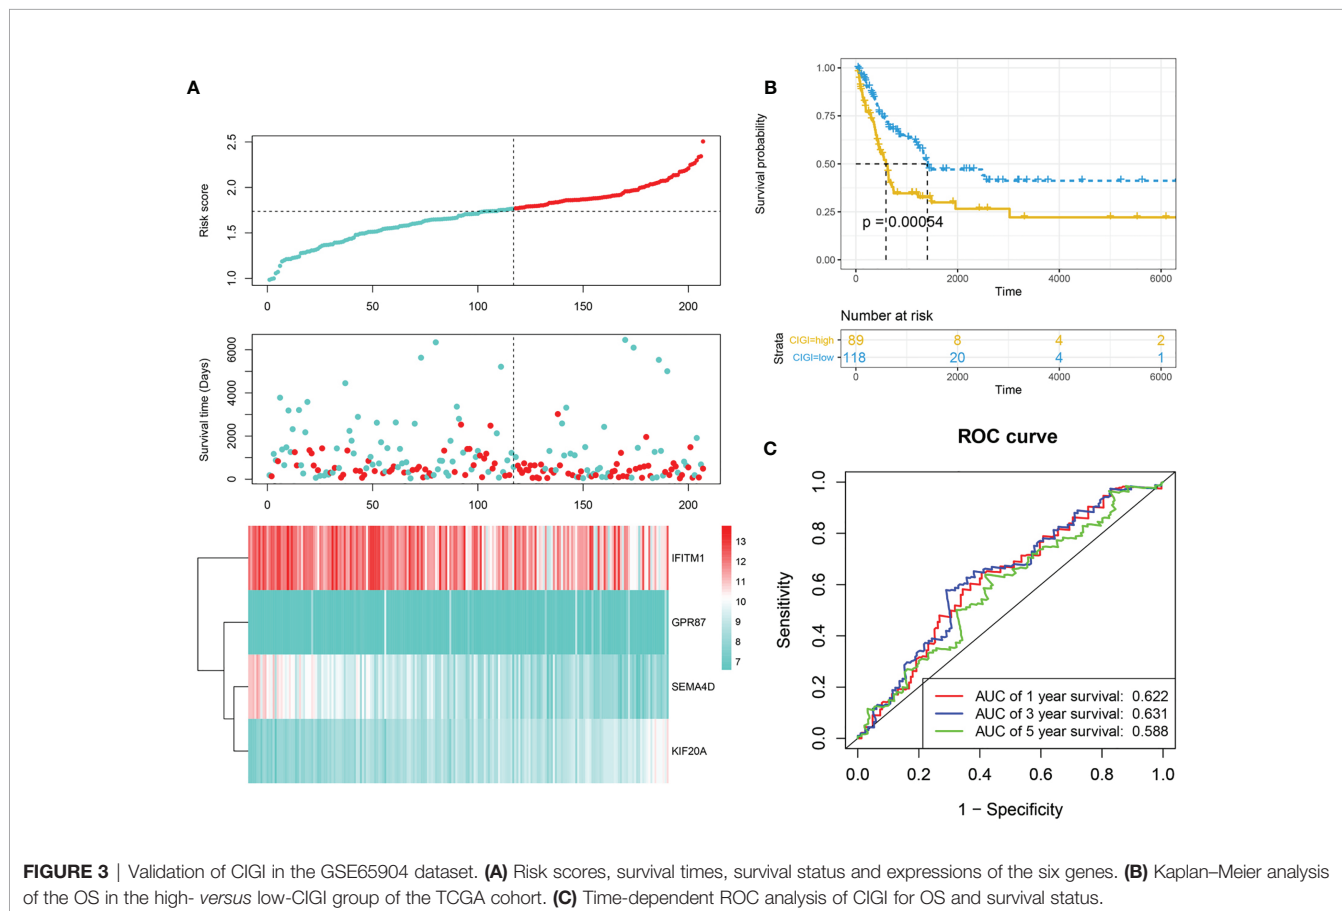 A
Risk score
2.5
2.0
1.5
1.0
0
50
100
150
200
Survival time (Days)
6000
4000
2000
0
0
50
100
150
200
IFITM1
GPR87
SEMA4D
KIF20A
13
12
11
10
9
8
7
B
Survival probability
1.00
0.75
0.50
0.25
0.00
p = 0.00054
0
2000
4000
6000
Time
Number at risk
Strata
CIGI=high
89
8
4
2
CIGI=low
118
20
4
1
0
2000
4000
6000
Time
C
ROC curve
Sensitivity
1.0
0.8
0.6
0.4
0.2
0.0
AUC of 1 year survival: 0.622
AUC of 3 year survival: 0.631
AUC of 5 year survival: 0.588
0.0
0.2
0.4
0.6
0.8
1.0
1 − Specificity
FIGURE 3 | Validation of CIGI in the GSE65904 dataset. (A) Risk scores, survival times, survival status and expressions of the six genes. (B) Kaplan–Meier analysis
of the OS in the high- versus low-CIGI group of the TCGA cohort. (C) Time-dependent ROC analysis of CIGI for OS and survival status.